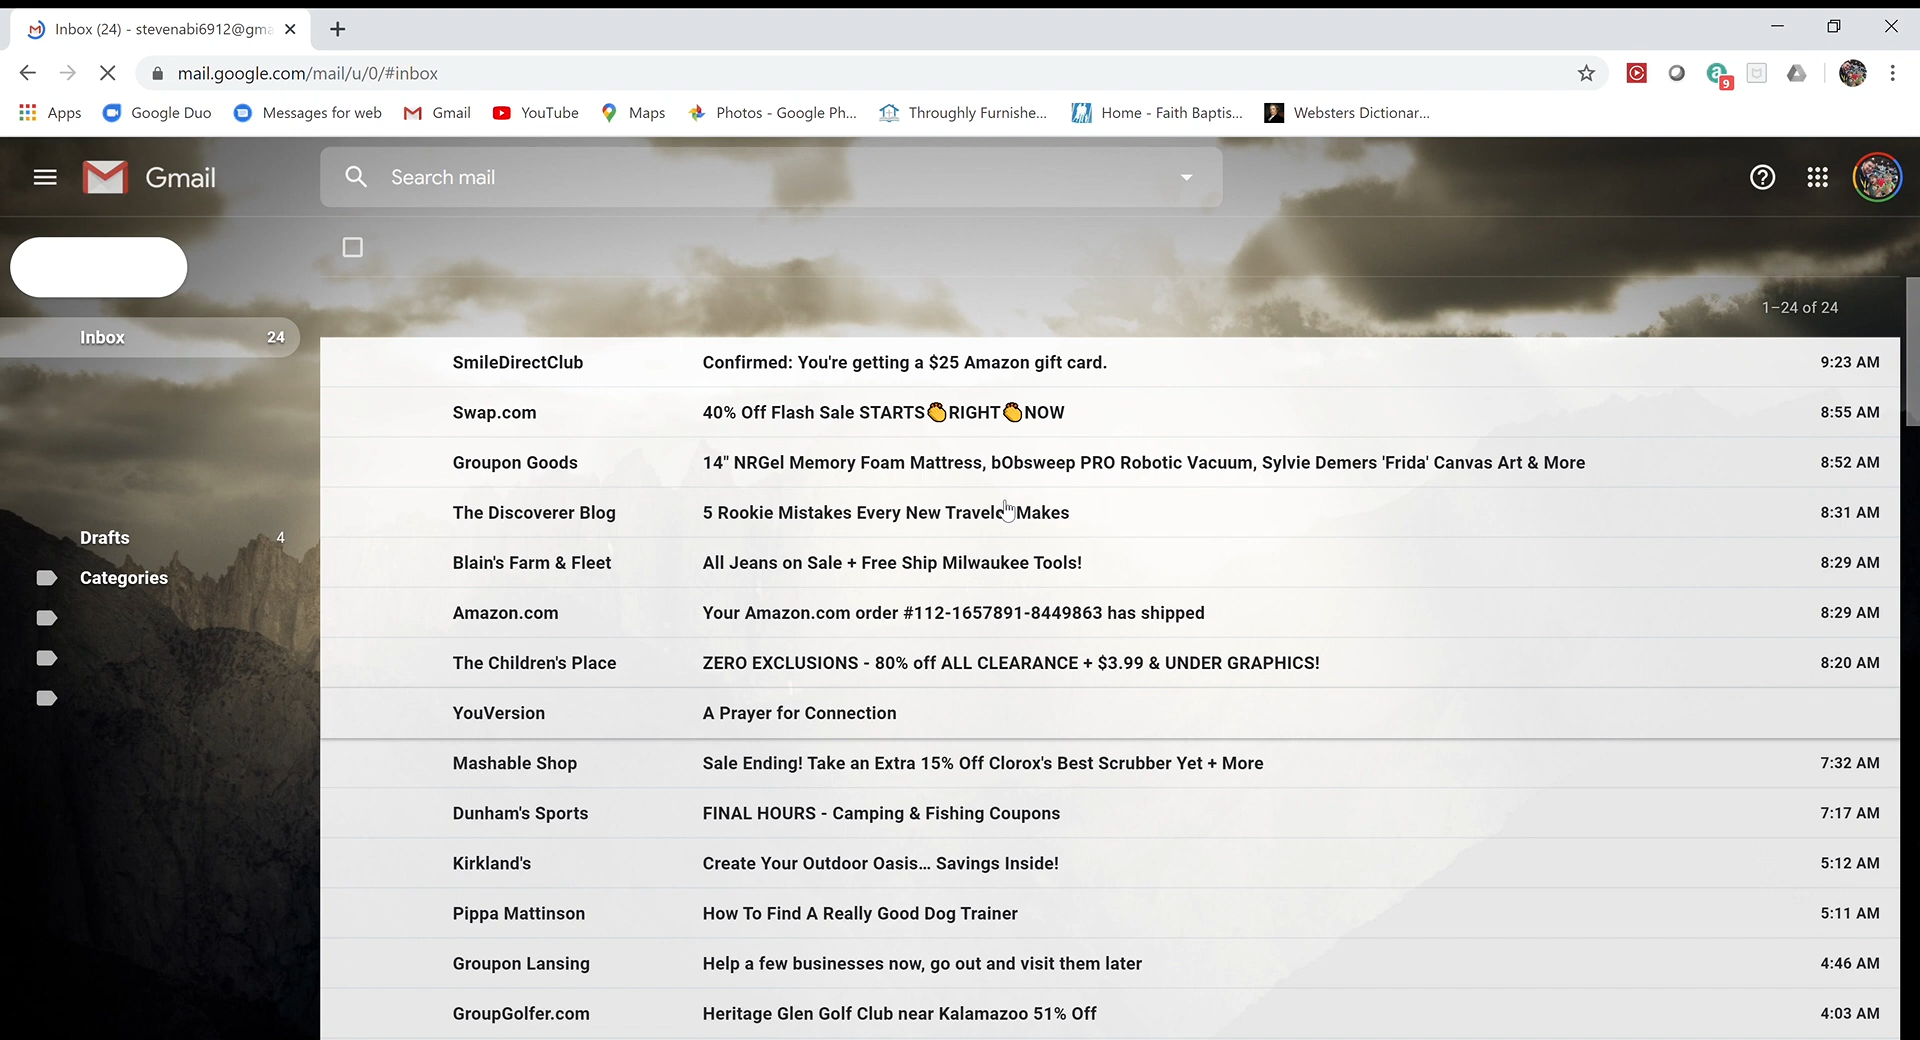 Inbox (24) - stevenabi6912@gma
mail.google.com/mail/u/0/#inbox
9
Apps Google Duo Messages for web Gmail YouTube Maps Photos - Google Ph... Throughly Furnishe... Home - Faith Baptis... Websters Dictionar...
Gmail Search mail
1–24 of 24
Inbox 24
SmileDirectClub Confirmed: You're getting a $25 Amazon gift card. 9:23 AM
Swap.com 40% Off Flash Sale STARTS👏RIGHT👏NOW 8:55 AM
Groupon Goods 14" NRGel Memory Foam Mattress, bObsweep PRO Robotic Vacuum, Sylvie Demers 'Frida' Canvas Art & More 8:52 AM
The Discoverer Blog 5 Rookie Mistakes Every New Traveler Makes 8:31 AM
Drafts 4
Blain's Farm & Fleet All Jeans on Sale + Free Ship Milwaukee Tools! 8:29 AM
Categories
Amazon.com Your Amazon.com order #112-1657891-8449863 has shipped 8:29 AM
The Children's Place ZERO EXCLUSIONS - 80% off ALL CLEARANCE + $3.99 & UNDER GRAPHICS! 8:20 AM
YouVersion A Prayer for Connection
Mashable Shop Sale Ending! Take an Extra 15% Off Clorox's Best Scrubber Yet + More 7:32 AM
Dunham's Sports FINAL HOURS - Camping & Fishing Coupons 7:17 AM
Kirkland's Create Your Outdoor Oasis... Savings Inside! 5:12 AM
Pippa Mattinson How To Find A Really Good Dog Trainer 5:11 AM
Groupon Lansing Help a few businesses now, go out and visit them later 4:46 AM
GroupGolfer.com Heritage Glen Golf Club near Kalamazoo 51% Off 4:03 AM